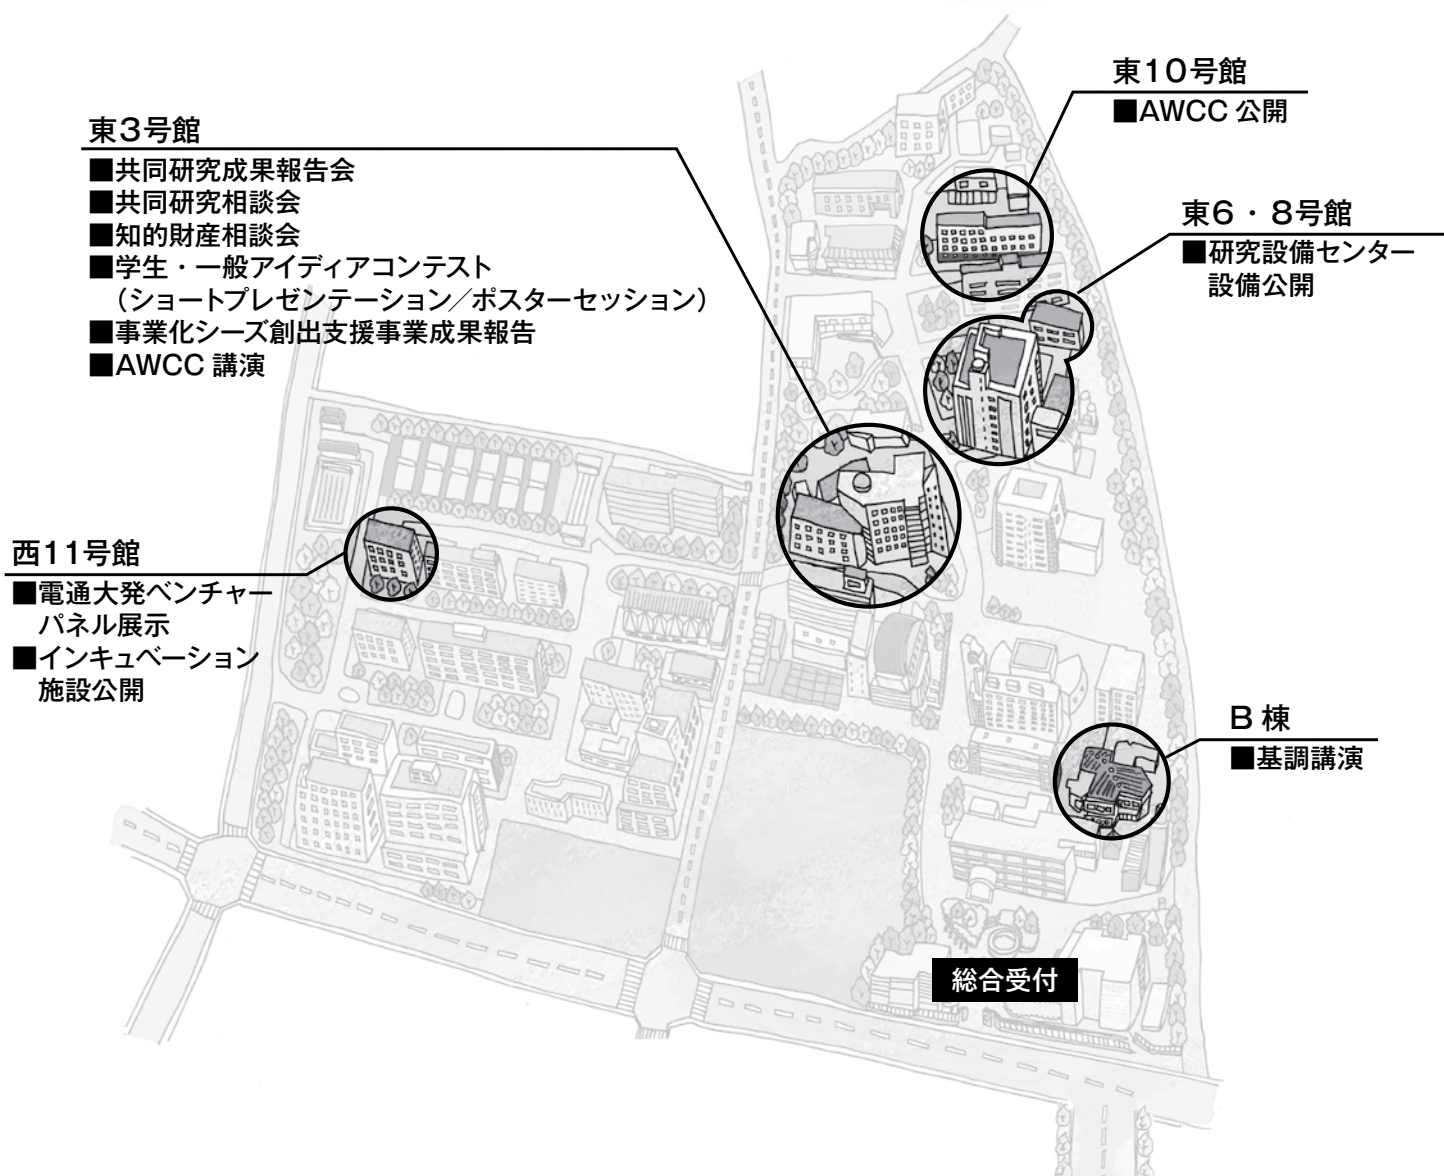 東10号館
■AWCC 公開
東3号館
■共同研究成果報告会
■共同研究相談会
■知的財産相談会
■学生・一般アイディアコンテスト
（ショートプレゼンテーション／ポスターセッション）
■事業化シーズ創出支援事業成果報告
■AWCC 講演
東6・8号館
■研究設備センター
設備公開
西11号館
■電通大発ベンチャー
パネル展示
■インキュベーション
施設公開
B 棟
■基調講演
総合受付